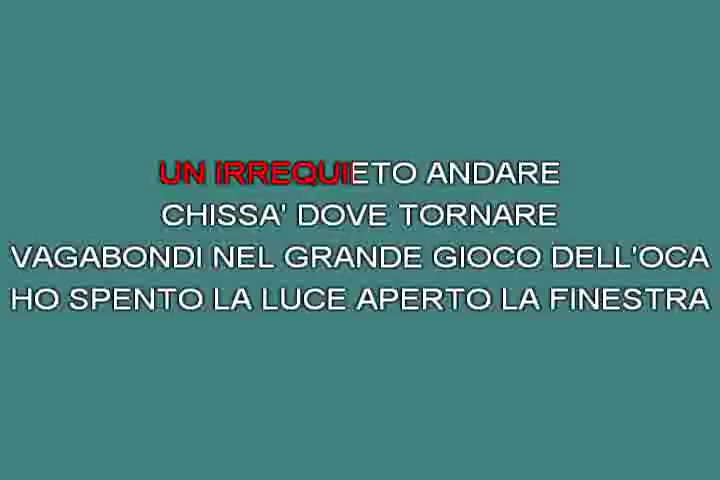 UN IRREQUIETO ANDARE
CHISSA' DOVE TORNARE
VAGABONDI NEL GRANDE GIOCO DELL'OCA
HO SPENTO LA LUCE APERTO LA FINESTRA